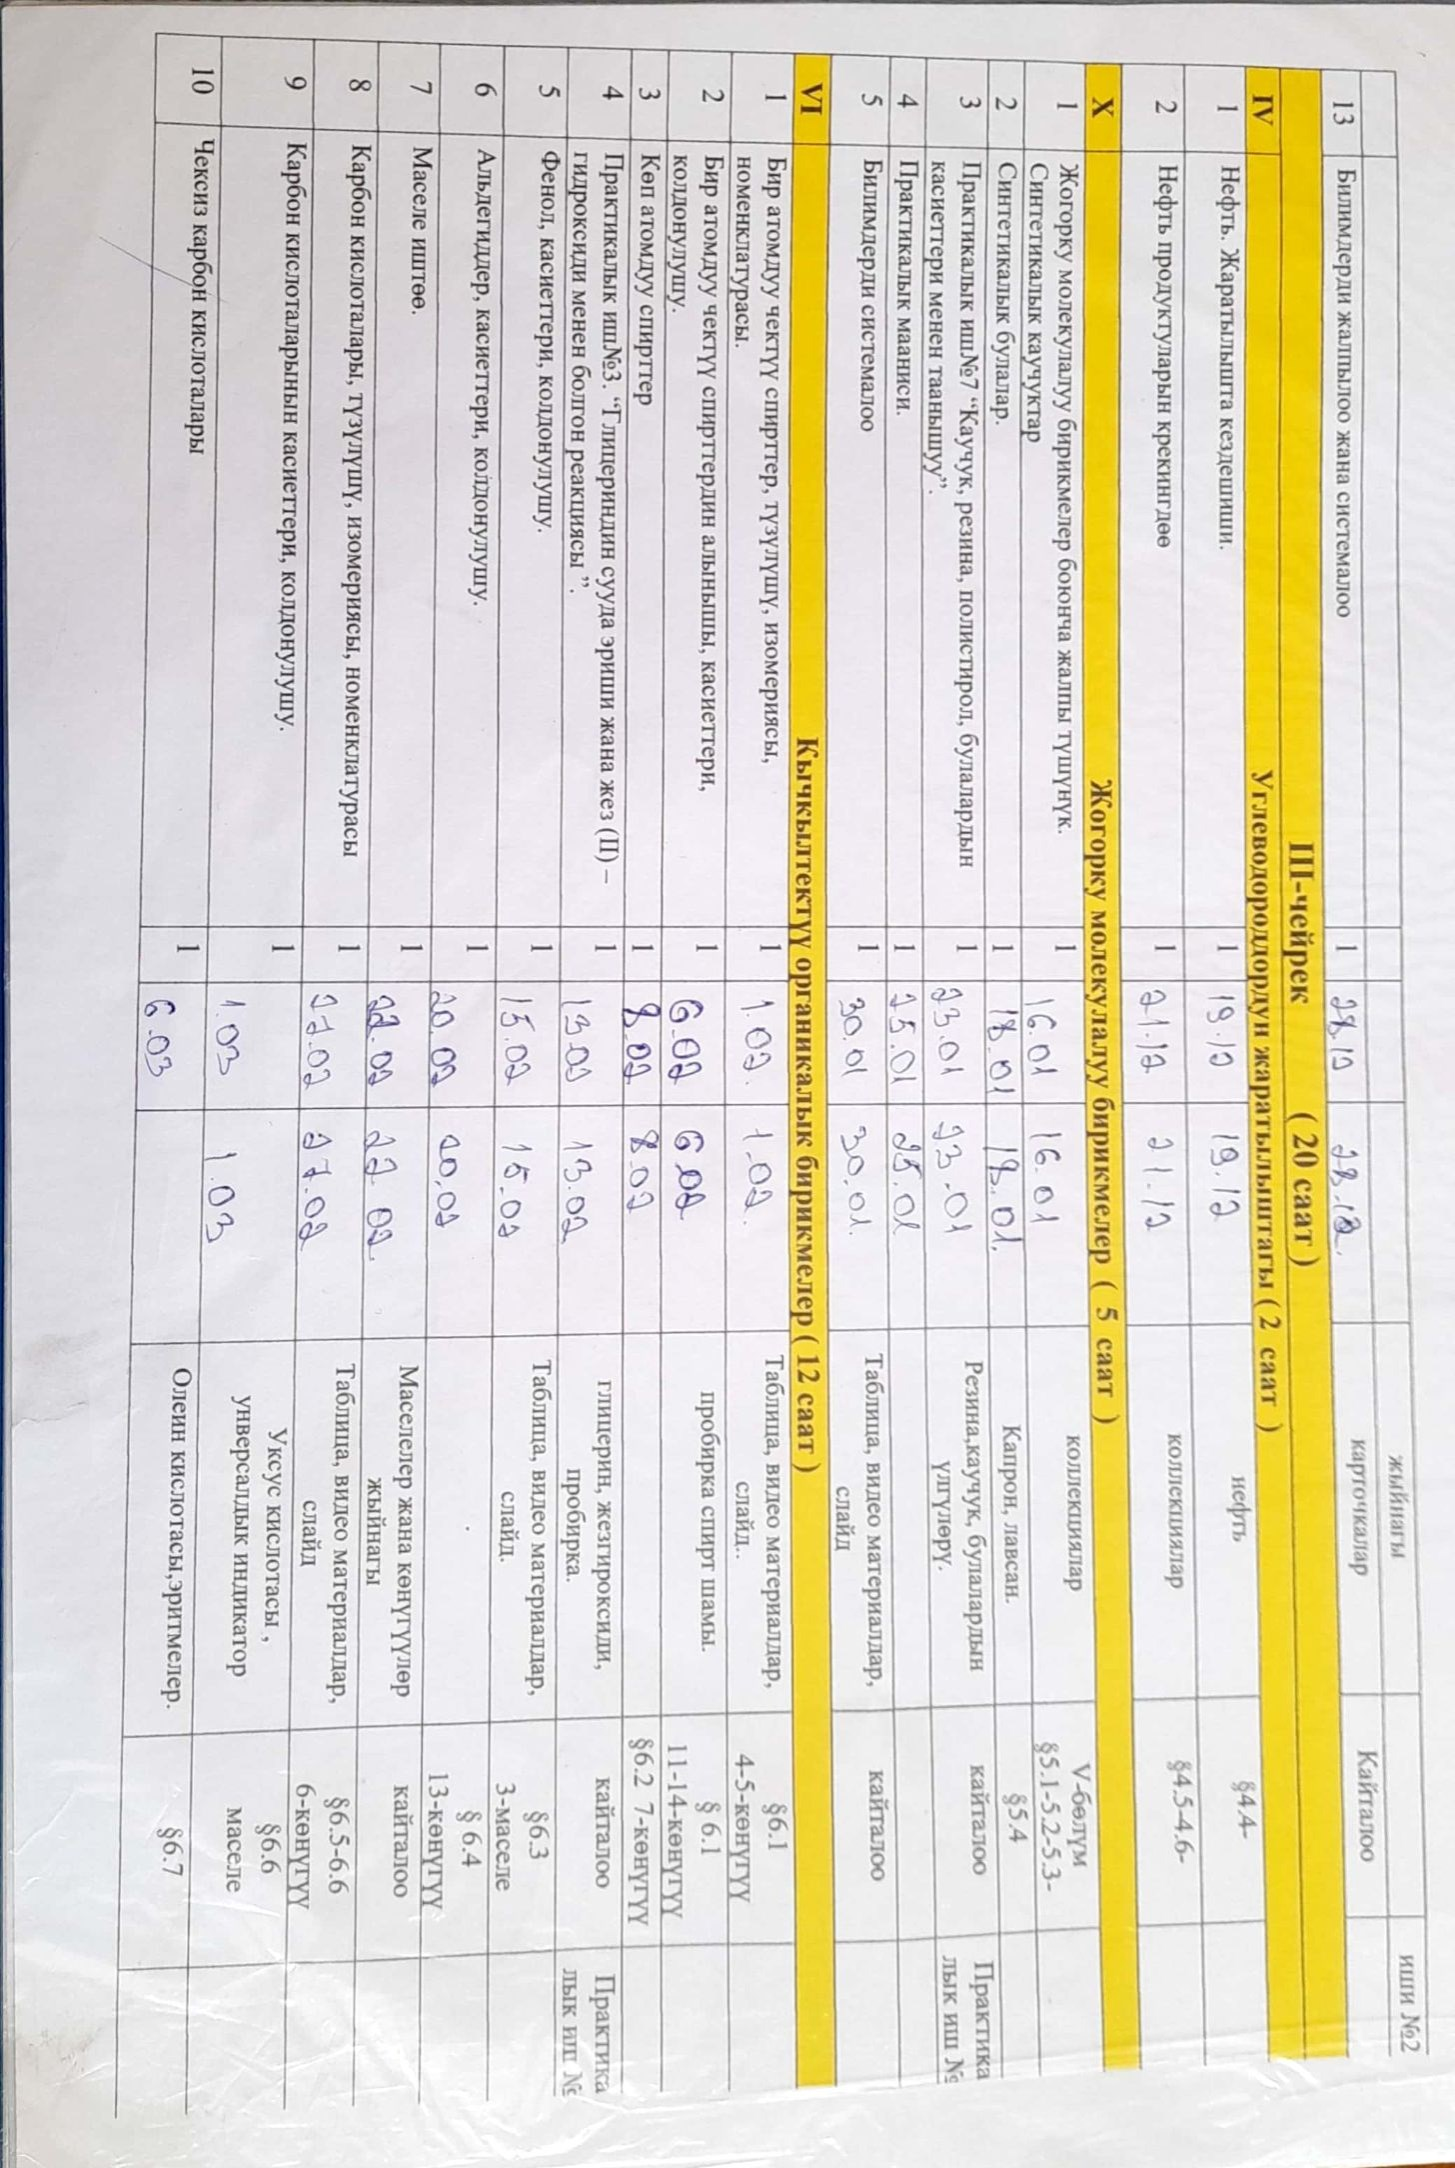 жыйнагы иши №2
13 Билимдерди жалпылоо жана системалоо 1 28.12 28.12. карточкалар Кайталоо
III-чейрек ( 20 саат )
IV Углеводороддордун жаратылыштагы ( 2 саат )
1 Нефть. Жаратылышта кездешиши. 1 19.12 19.12 нефть §4.4-
2 Нефть продуктуларын крекингдөө 1 21.12 21.12 коллекциялар §4.5-4.6-
X Жогорку молекулалуу бирикмелер ( 5 саат )
1 Жогорку молекулалуу бирикмелер боюнча жалпы түшүнүк. 1 16.01 16.01 коллекциялар V-бөлүм
Синтетикалык каучуктар §5.1-5.2-5.3-
2 Синтетикалык булалар. 1 18.01 18.01. Капрон, лавсан. §5.4
3 Практикалык иш№7 “Каучук, резина, полистирол, булалардын 1 23.01 23.01 Резина,каучук, булалардын кайталоо Практика
касиеттери менен таанышуу”. үлгүлөрү. лык иш №
4 Практикалык мааниси. 1 25.01 25.01
5 Билимдерди системалоо 1 30.01 30.01. Таблица, видео материалдар, кайталоо
слайд
VI Кычкылтектүү органикалык бирикмелер ( 12 саат )
1 Бир атомдуу чектүү спирттер, түзүлүшү, изомериясы, 1 1.02. 1.02. Таблица, видео материалдар, §6.1
номенклатурасы. слайд.. 4-5-көнүгүү
2 Бир атомдуу чектүү спирттердин алынышы, касиеттери, 1 6.02 6.02 пробирка спирт шамы. § 6.1
колдонулушу. 11-14-көнүгүү
3 Көп атомдуу спирттер 1 8.02 8.02 §6.2 7-көнүгүү
4 Практикалык иш№3. “Глицериндин сууда эриши жана жез (II) – 1 13.02 13.02 глицерин, жезгироксиди, кайталоо Практика
гидроксиди менен болгон реакциясы ”. пробирка. лык иш №
5 Фенол, касиеттери, колдонулушу. 1 15.02 15.02 Таблица, видео материалдар, §6.3
слайд. 3-маселе
6 Альдегиддер, касиеттери, колдонулушу. 1 20.02 20.02 § 6.4
13-көнүгүү
7 Маселе иштөө. 1 22.02 22.02. Маселелер жана көнүгүүлөр кайталоо
жыйнагы
8 Карбон кислоталары, түзүлүшү, изомериясы, номенклатурасы 1 27.02 27.02 Таблица, видео материалдар, §6.5-6.6
слайд 6-көнүгүү
9 Карбон кислоталарынын касиеттери, колдонулушу. 1 1.03 1.03 Уксус кислотасы , §6.6
унверсалдык индикатор маселе
10 Чексиз карбон кислоталары 1 6.03 Олеин кислотасы,эритмелер. §6.7